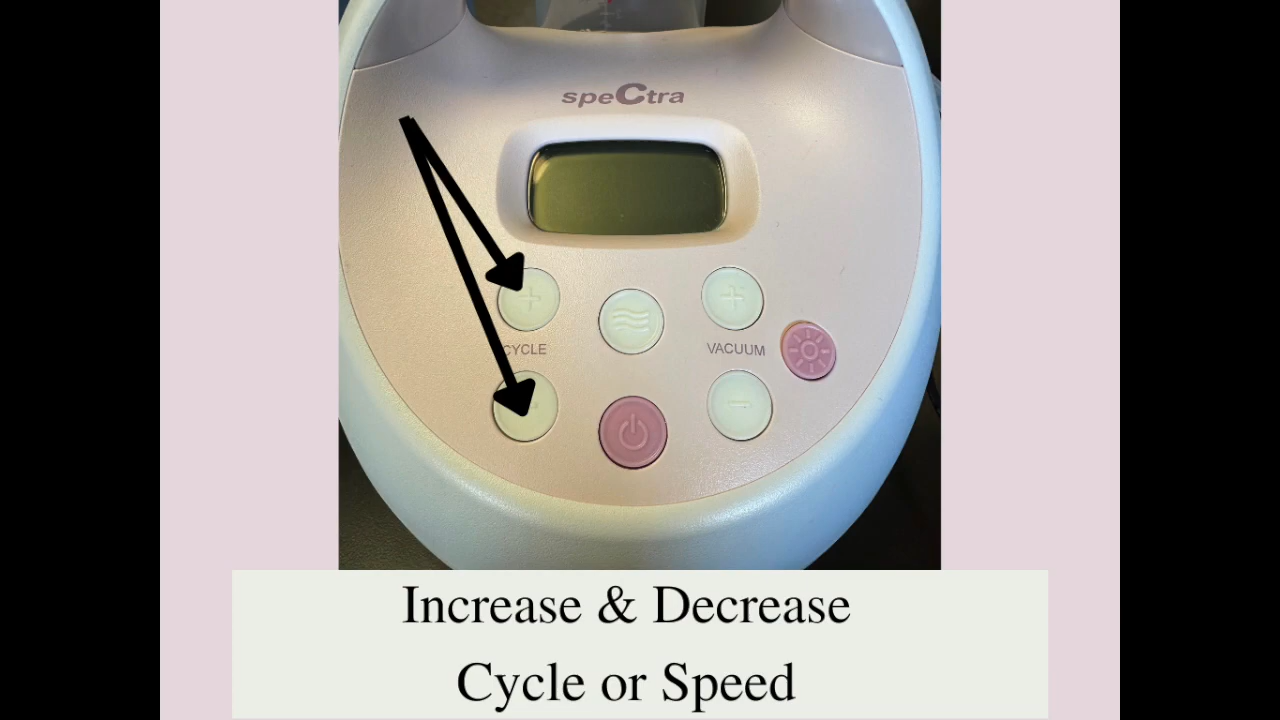 speCtra
CYCLE
VACUUM
Increase & Decrease
Cycle or Speed